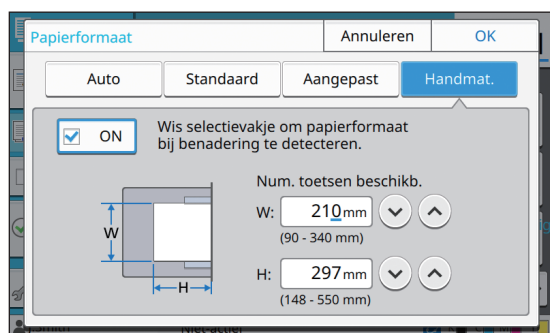 Papierformaat
Annuleren
OK
Auto
Standaard
Aangepast
Handmat.
ON
Wis selectievakje om papierformaat
bij benadering te detecteren.
Num. toetsen beschikb.
W: 210mm
(90 - 340 mm)
H: 297mm
(148 - 550 mm)
W
H